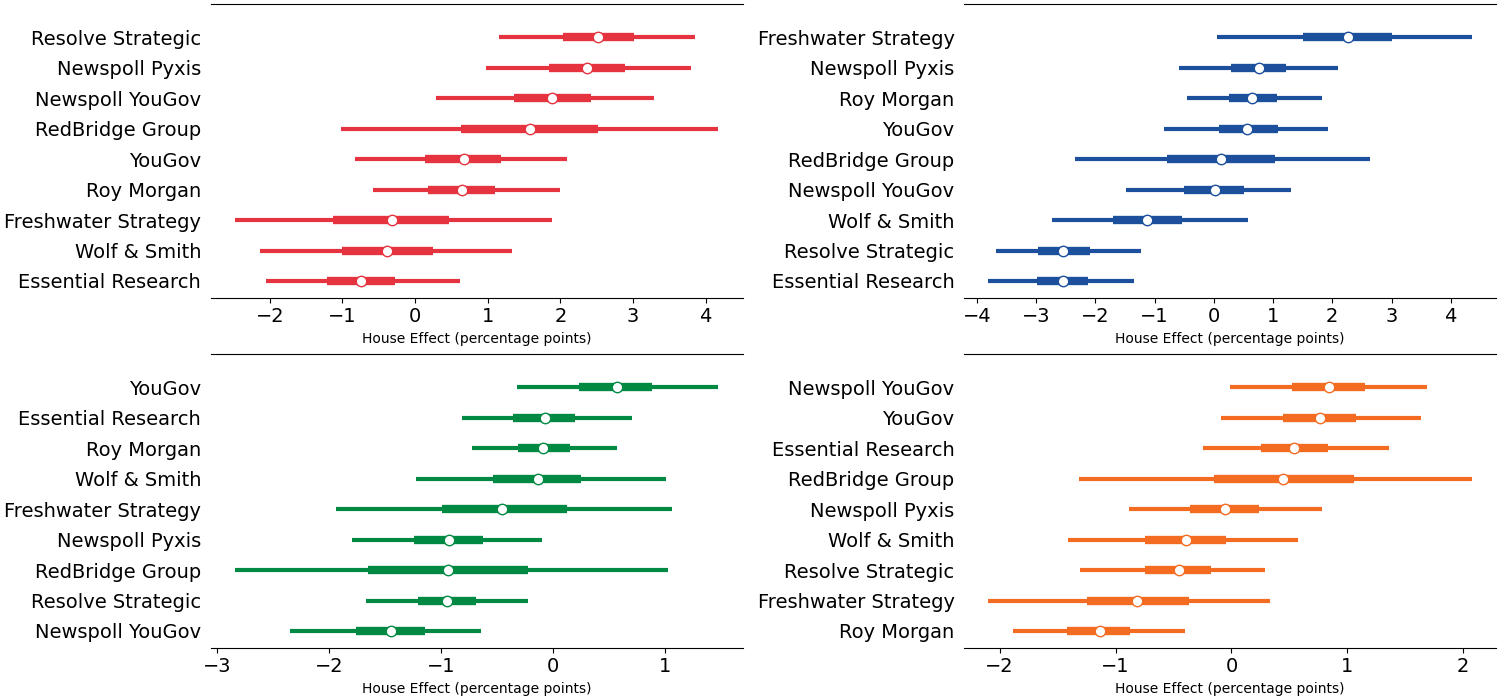 Resolve Strategic
Newspoll Pyxis
Newspoll YouGov
RedBridge Group
YouGov
Roy Morgan
Freshwater Strategy
Wolf & Smith
Essential Research
−2 −1 0 1 2 3 4
House Effect (percentage points)
Freshwater Strategy
Newspoll Pyxis
Roy Morgan
YouGov
RedBridge Group
Newspoll YouGov
Wolf & Smith
Resolve Strategic
Essential Research
−4 −3 −2 −1 0 1 2 3 4
House Effect (percentage points)
YouGov
Essential Research
Roy Morgan
Wolf & Smith
Freshwater Strategy
Newspoll Pyxis
RedBridge Group
Resolve Strategic
Newspoll YouGov
−3 −2 −1 0 1
House Effect (percentage points)
Newspoll YouGov
YouGov
Essential Research
RedBridge Group
Newspoll Pyxis
Wolf & Smith
Resolve Strategic
Freshwater Strategy
Roy Morgan
−2 −1 0 1 2
House Effect (percentage points)